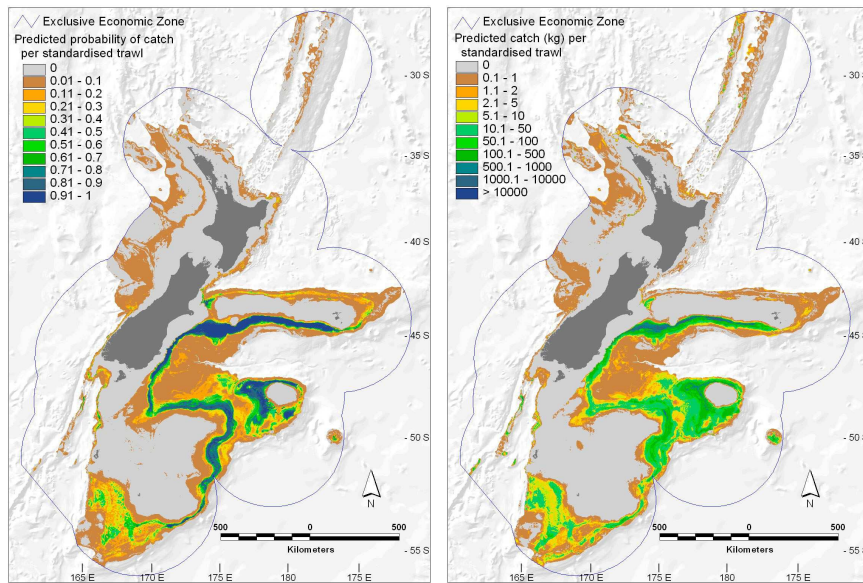 Exclusive Economic Zone
Predicted probability of catch
per standardised trawl
0
0.01 - 0.1
0.11 - 0.2
0.21 - 0.3
0.31 - 0.4
0.41 - 0.5
0.51 - 0.6
0.61 - 0.7
0.71 - 0.8
0.81 - 0.9
0.91 - 1
- 30 S
- 35 S
- 40 S
- 45 S
- 50 S
- 55 S
N
500 0 500
Kilometers
165 E 170 E 175 E 180 175 E
Exclusive Economic Zone
Predicted catch (kg) per
standardised trawl
0
0.1 - 1
1.1 - 2
2.1 - 5
5.1 - 10
10.1 - 50
50.1 - 100
100.1 - 500
500.1 - 1000
1000.1 - 10000
> 10000
- 30 S
- 35 S
- 40 S
- 45 S
- 50 S
- 55 S
N
500 0 500
Kilometers
165 E 170 E 175 E 180 175 E